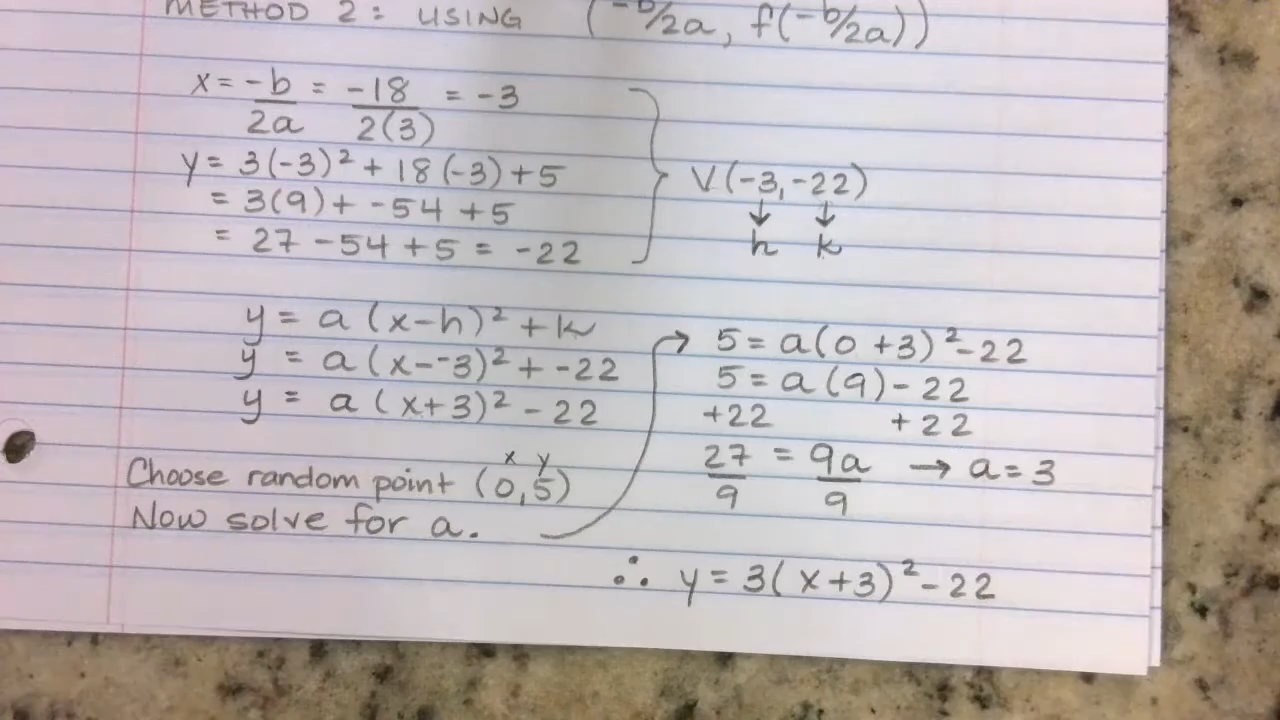 METHOD 2: USING (-b/2a, f(-b/2a))
x = -b/2a = -18/2(3) = -3
y = 3(-3)² + 18(-3) + 5
= 3(9) + -54 + 5
= 27 - 54 + 5 = -22
V(-3, -22)
↓ ↓
h k
y = a(x-h)² + k
y = a(x--3)² + -22
y = a(x+3)² - 22
Choose random point (0,5)
x y
Now solve for a.
→ 5 = a(0+3)² - 22
5 = a(9) - 22
+22 +22
27/9 = 9a/9 → a = 3
∴ y = 3(x+3)² - 22